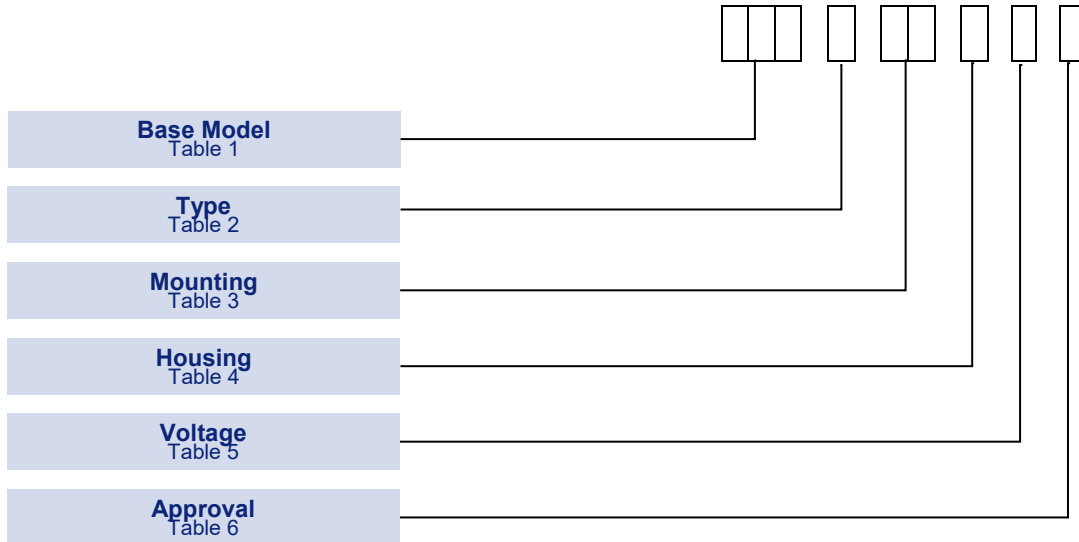 Base Model
Table 1
Type
Table 2
Mounting
Table 3
Housing
Table 4
Voltage
Table 5
Approval
Table 6